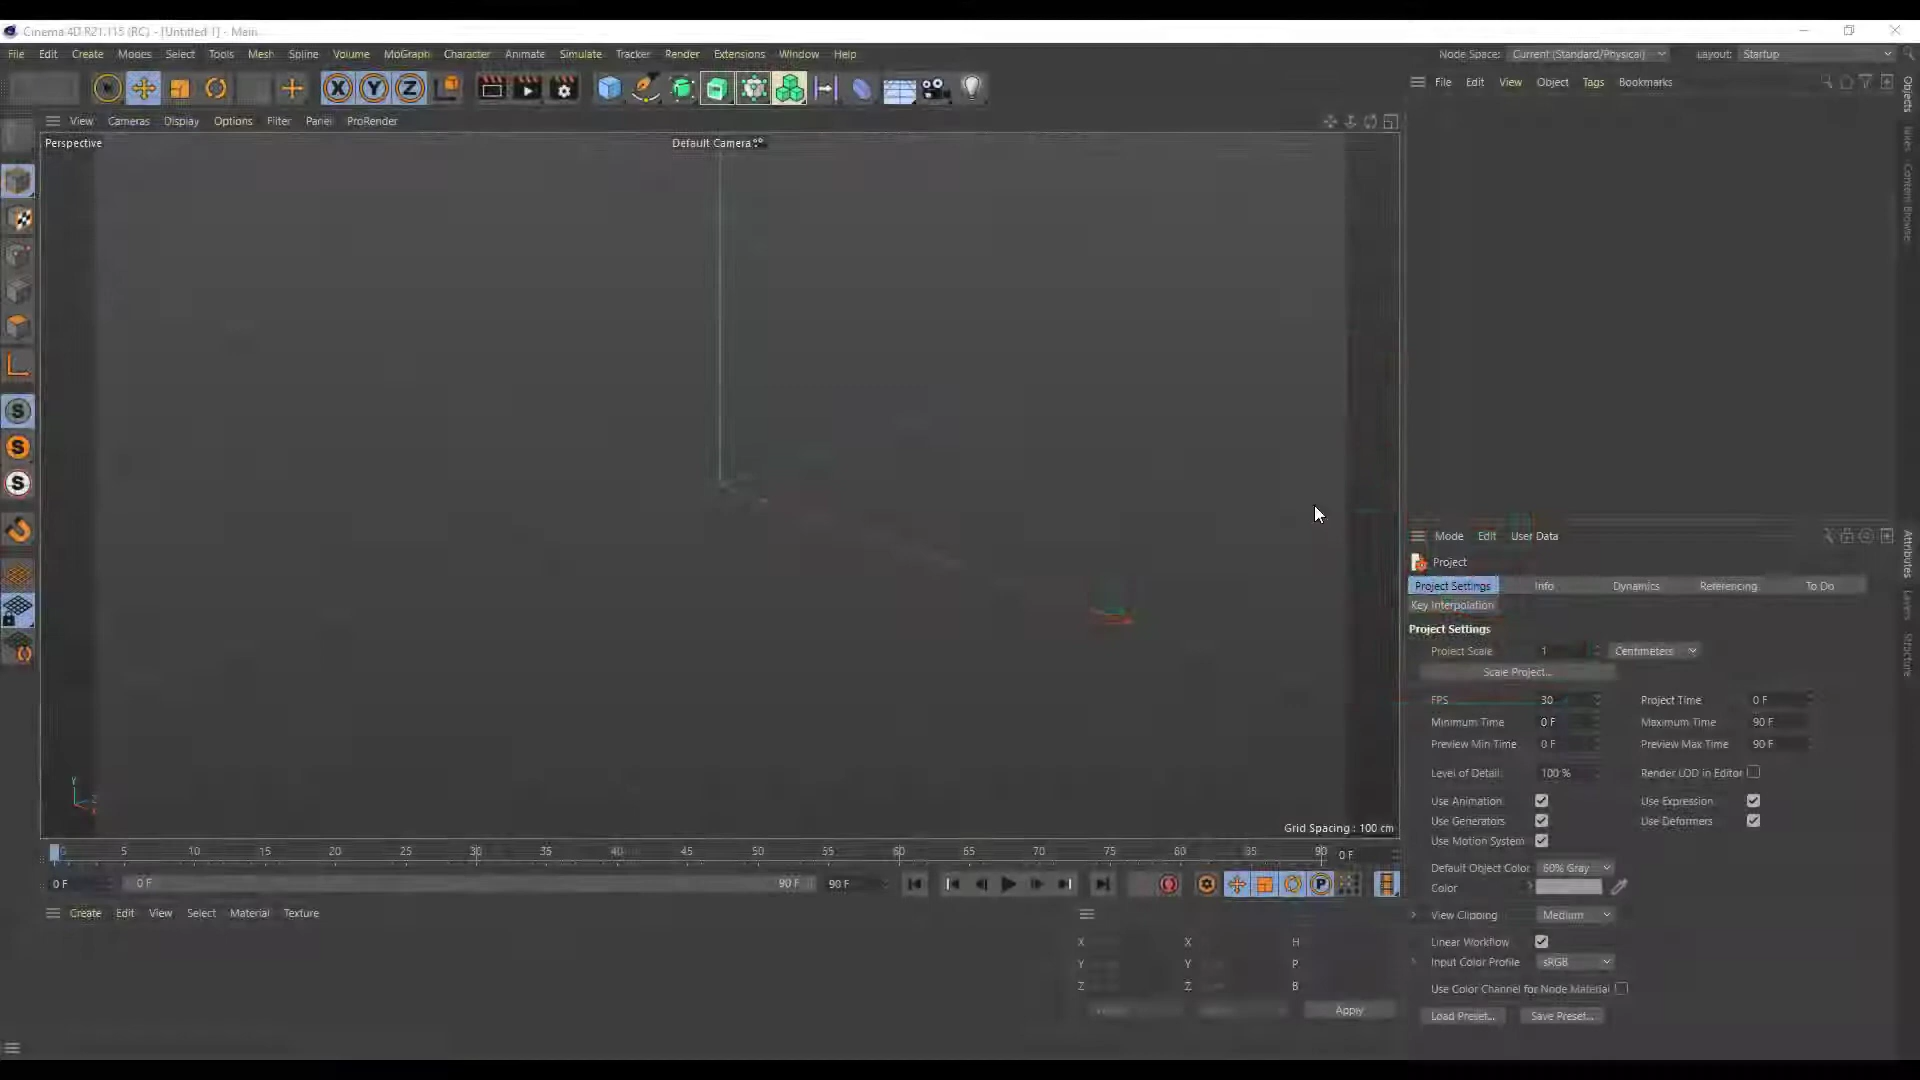 Cinema 4D R21.115 (RC) - [Untitled 1] - Main
File Edit Create Modes Select Tools Mesh Spline Volume MoGraph Character Animate Simulate Tracker Render Extensions Window Help
Node Space: Current (Standard/Physical) Layout: Startup
File Edit View Object Tags Bookmarks
X Y Z
View Cameras Display Options Filter Panel ProRender
Perspective
Default Camera
Objects
Takes
Content Browser
S
S
S
Mode Edit User Data
Project
Project Settings Info Dynamics Referencing To Do
Key Interpolation
Project Settings
Project Scale 1 Centimeters
Scale Project...
FPS 30 Project Time 0 F
Minimum Time 0 F Maximum Time 90 F
Preview Min Time 0 F Preview Max Time 90 F
Level of Detail 100 % Render LOD in Editor
Use Animation Use Expression
Use Generators Use Deformers
Use Motion System
Default Object Color 60% Gray
Color
View Clipping Medium
Linear Workflow
Input Color Profile sRGB
Use Color Channel for Node Material
Load Preset... Save Preset...
Attributes
Layers
Structure
Y
Z
X
Grid Spacing : 100 cm
0 5 10 15 20 25 30 35 40 45 50 55 60 65 70 75 80 85 90 0 F
0 F 0 F 90 F 90 F
P
Create Edit View Select Material Texture
X X H
Y Y P
Z Z B
Apply